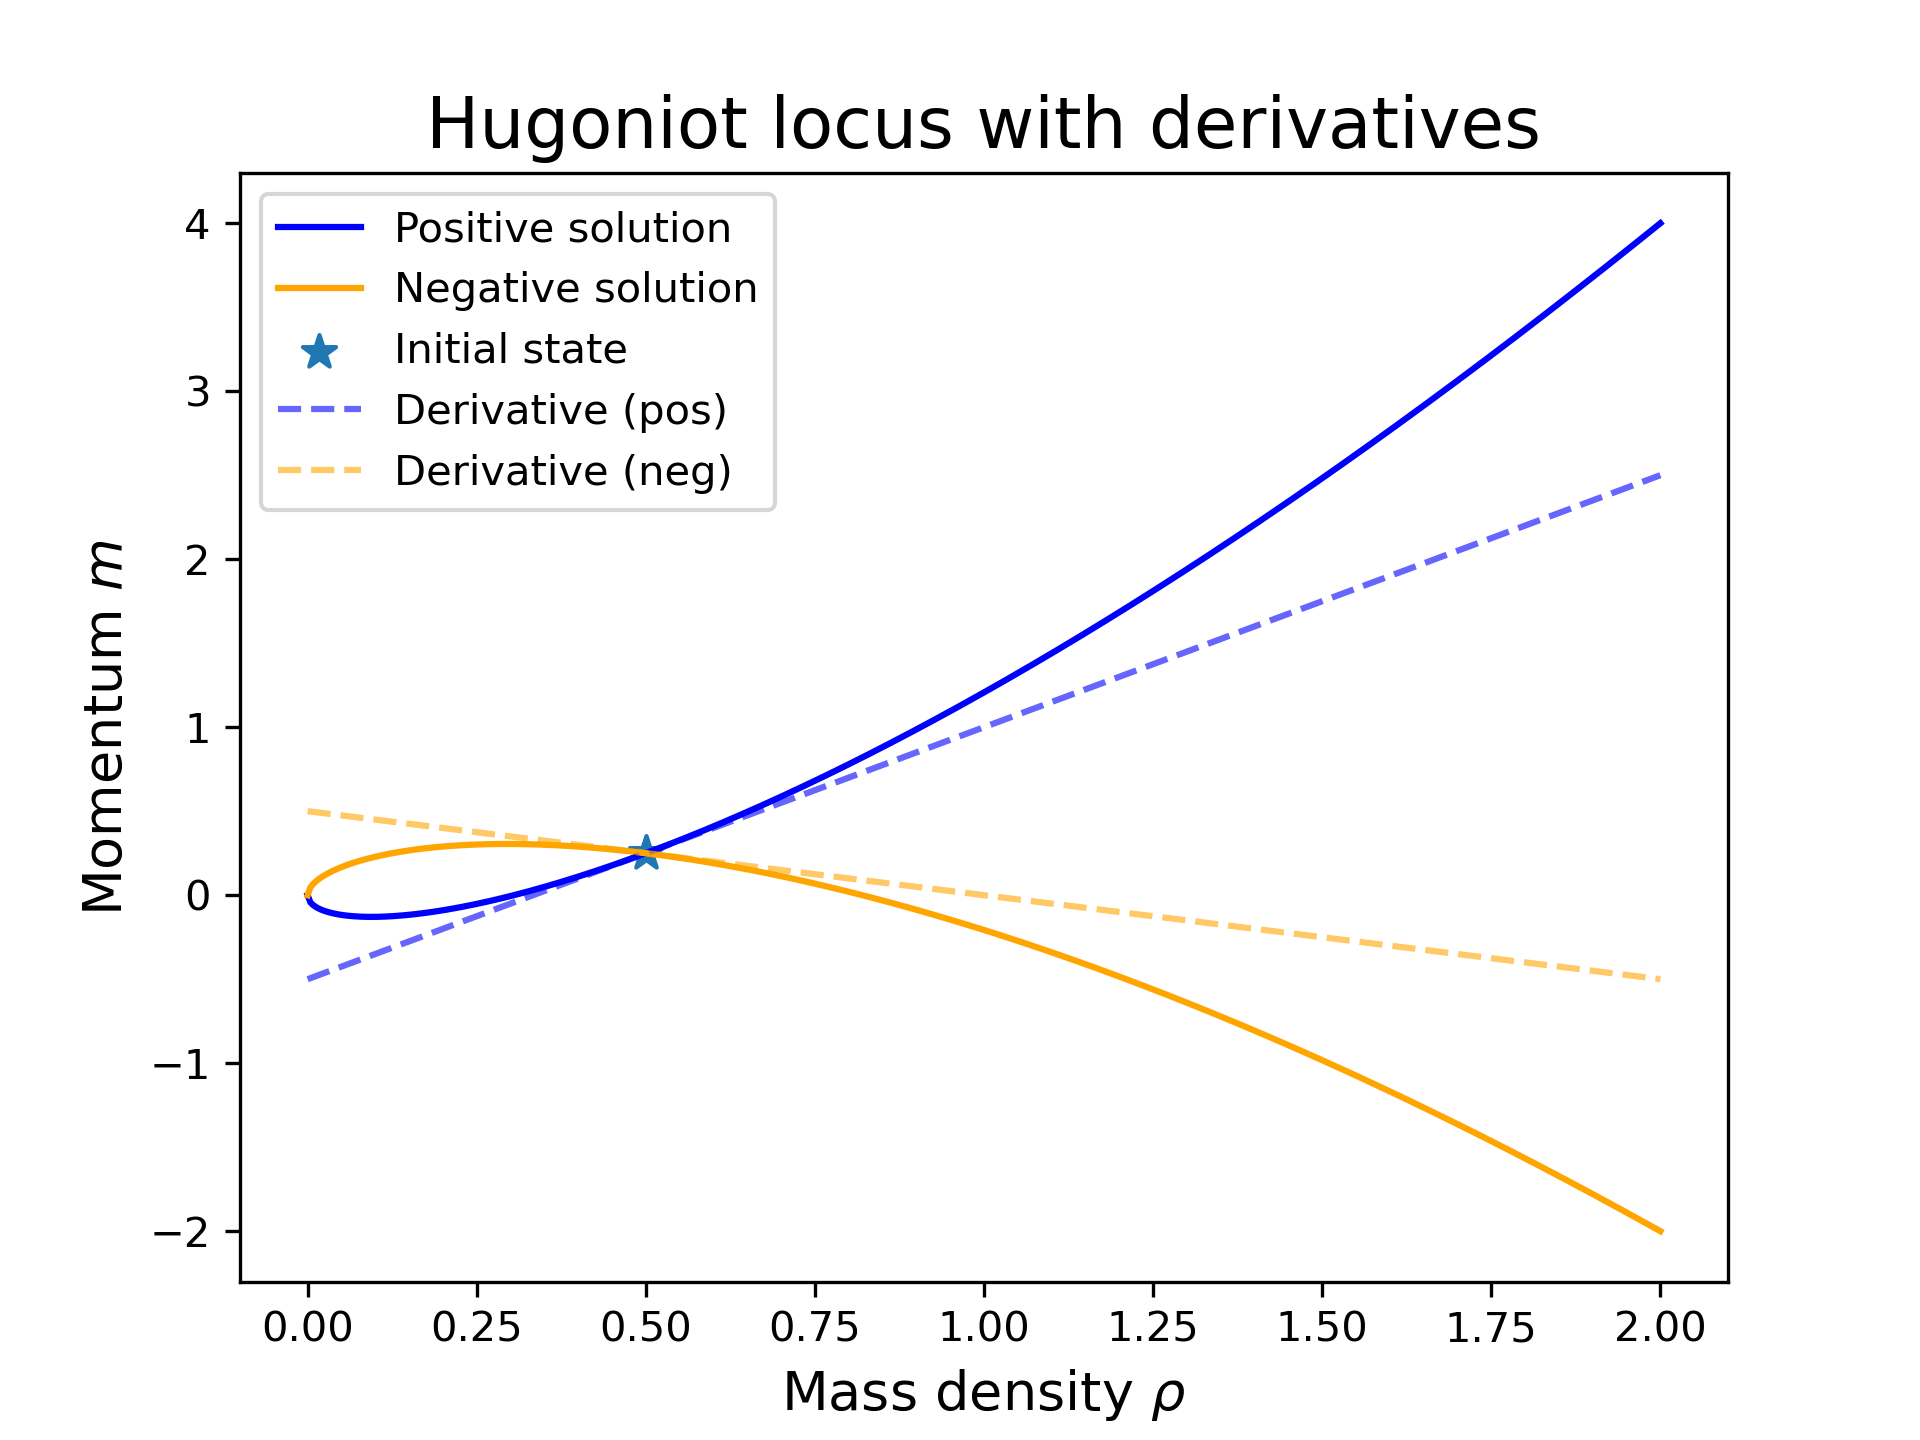 Hugoniot locus with derivatives
Positive solution
Negative solution
Initial state
Derivative (pos)
Derivative (neg)
4
3
2
1
0
−1
−2
Momentum m
0.00 0.25 0.50 0.75 1.00 1.25 1.50 1.75 2.00
Mass density ρ